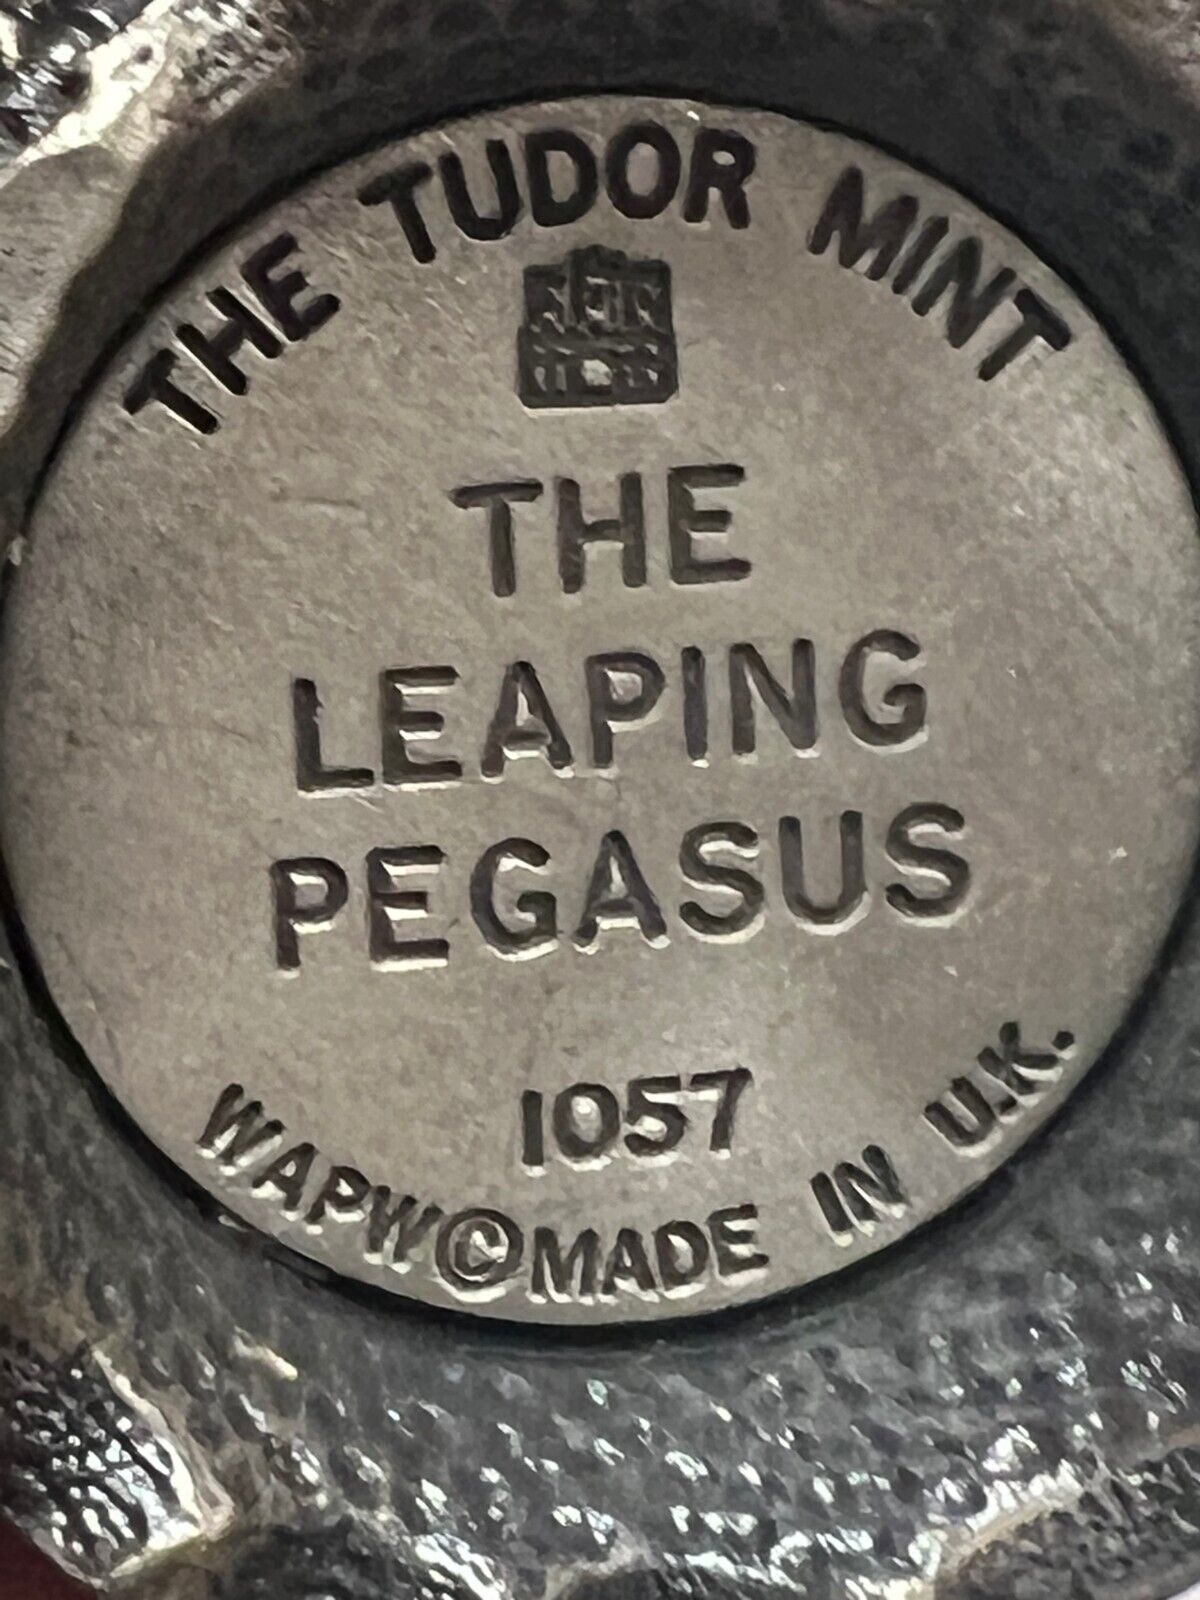 THE TUDOR MINT
THE
LEAPING
PEGASUS
1057
WAPW©MADE IN U.K.